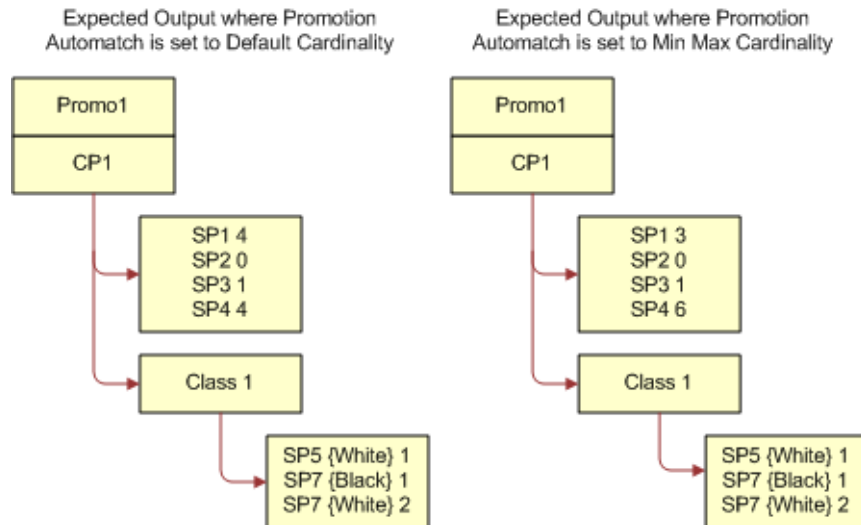 Expected Output where Promotion
Automatch is set to Default Cardinality
Promo1
CP1
SP1 4
SP2 0
SP3 1
SP4 4
Class 1
SP5 {White} 1
SP7 {Black} 1
SP7 {White} 2
Expected Output where Promotion
Automatch is set to Min Max Cardinality
Promo1
CP1
SP1 3
SP2 0
SP3 1
SP4 6
Class 1
SP5 {White} 1
SP7 {Black} 1
SP7 {White} 2